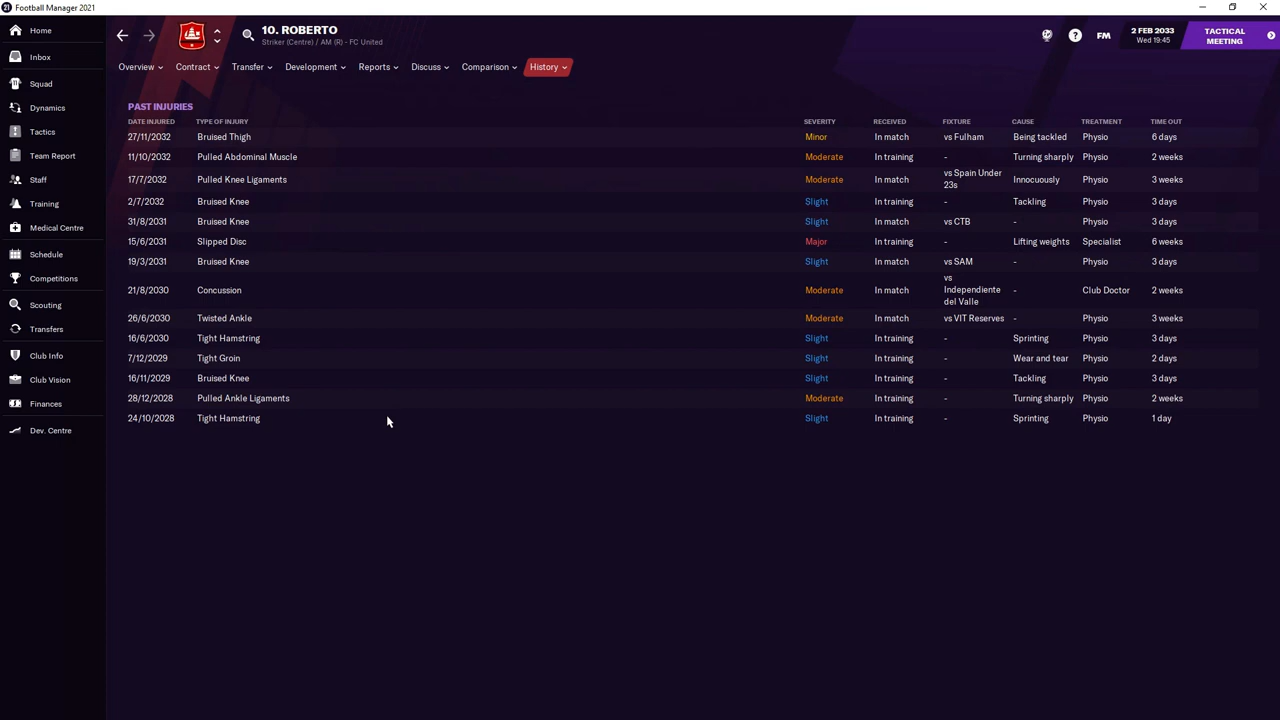 21 Football Manager 2021
Home
Inbox
Squad
Dynamics
Tactics
Team Report
Staff
Training
Medical Centre
Schedule
Competitions
Scouting
Transfers
Club Info
Club Vision
Finances
Dev. Centre
10. ROBERTO
Striker (Centre) / AM (R) - FC United
? FM
2 FEB 2033
Wed 19:45
TACTICAL
MEETING
Overview Contract Transfer Development Reports Discuss Comparison History
PAST INJURIES
DATE INJURED TYPE OF INJURY SEVERITY RECEIVED FIXTURE CAUSE TREATMENT TIME OUT
27/11/2032 Bruised Thigh Minor In match vs Fulham Being tackled Physio 6 days
11/10/2032 Pulled Abdominal Muscle Moderate In training - Turning sharply Physio 2 weeks
17/7/2032 Pulled Knee Ligaments Moderate In match vs Spain Under 23s Innocuously Physio 3 weeks
2/7/2032 Bruised Knee Slight In training - Tackling Physio 3 days
31/8/2031 Bruised Knee Slight In match vs CTB - Physio 3 days
15/6/2031 Slipped Disc Major In training - Lifting weights Specialist 6 weeks
19/3/2031 Bruised Knee Slight In match vs SAM - Physio 3 days
21/8/2030 Concussion Moderate In match vs Independiente del Valle - Club Doctor 2 weeks
26/6/2030 Twisted Ankle Moderate In match vs VIT Reserves - Physio 3 weeks
16/6/2030 Tight Hamstring Slight In training - Sprinting Physio 3 days
7/12/2029 Tight Groin Slight In training - Wear and tear Physio 2 days
16/11/2029 Bruised Knee Slight In training - Tackling Physio 3 days
28/12/2028 Pulled Ankle Ligaments Moderate In training - Turning sharply Physio 2 weeks
24/10/2028 Tight Hamstring Slight In training - Sprinting Physio 1 day